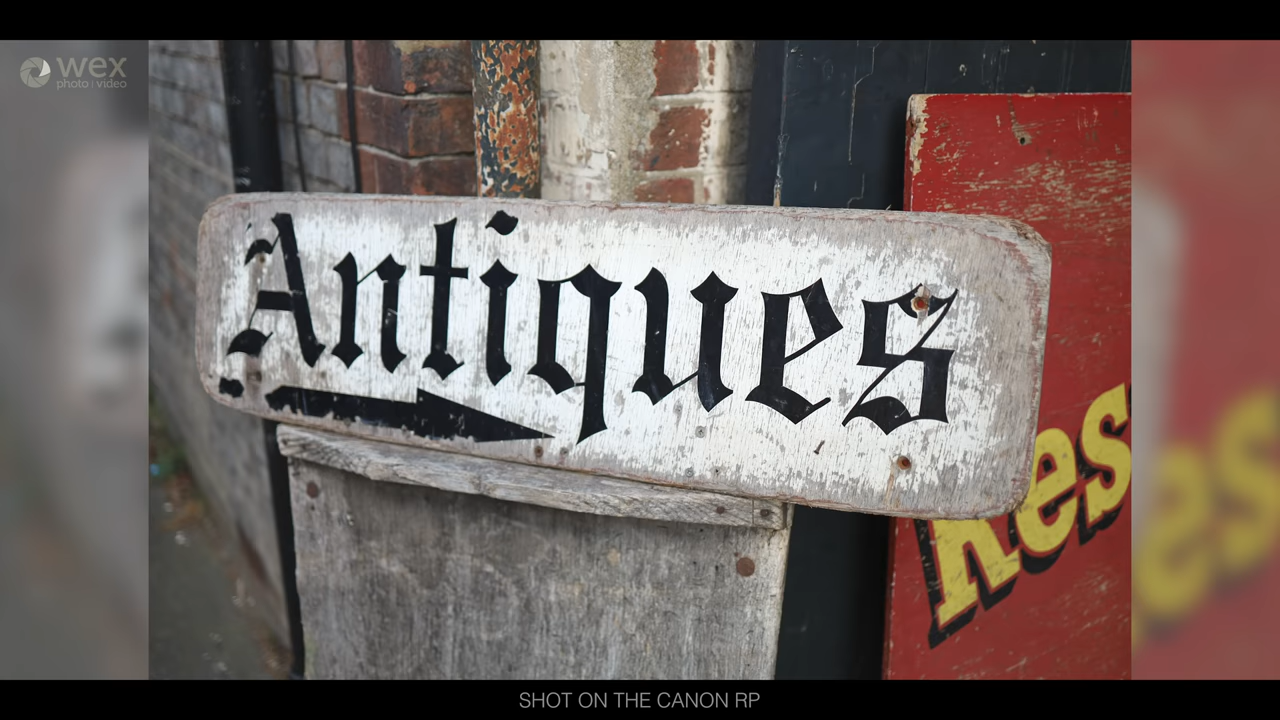 wex
photo | video
Antiques
Res
SHOT ON THE CANON RP